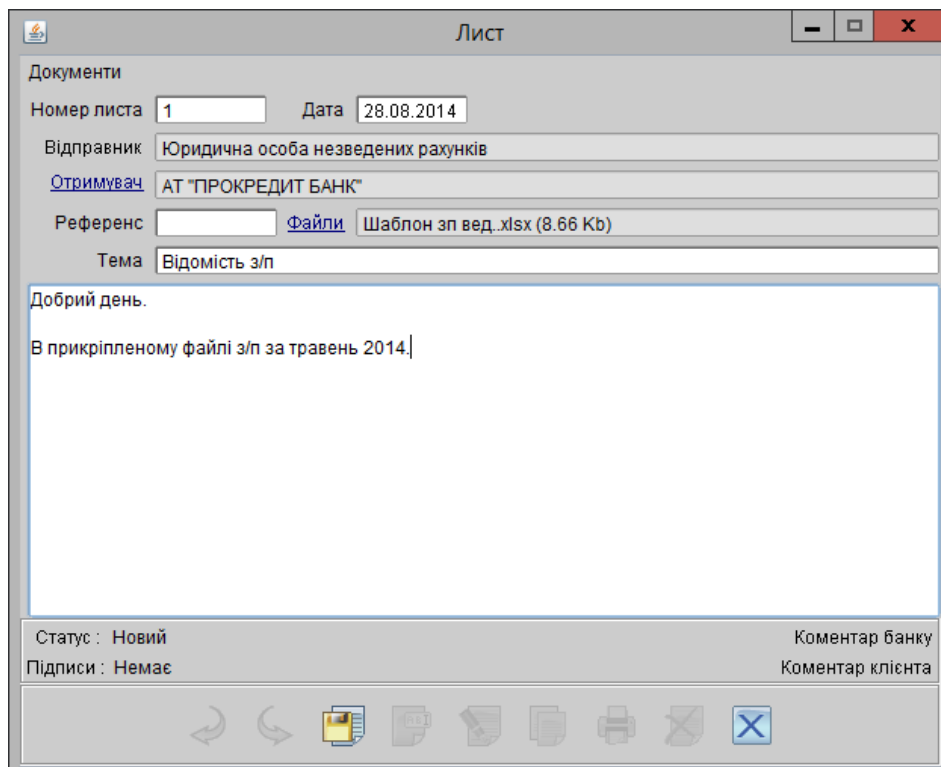 Лист
Документи
Номер листа 1 Дата 28.08.2014
Відправник Юридична особа незведених рахунків
Отримувач АТ "ПРОКРЕДИТ БАНК"
Референс Файли Шаблон зп вед..xlsx (8.66 Kb)
Тема Відомість з/п
Добрий день.
В прикріпленому файлі з/п за травень 2014.
Статус : Новий Коментар банку
Підписи : Немає Коментар клієнта